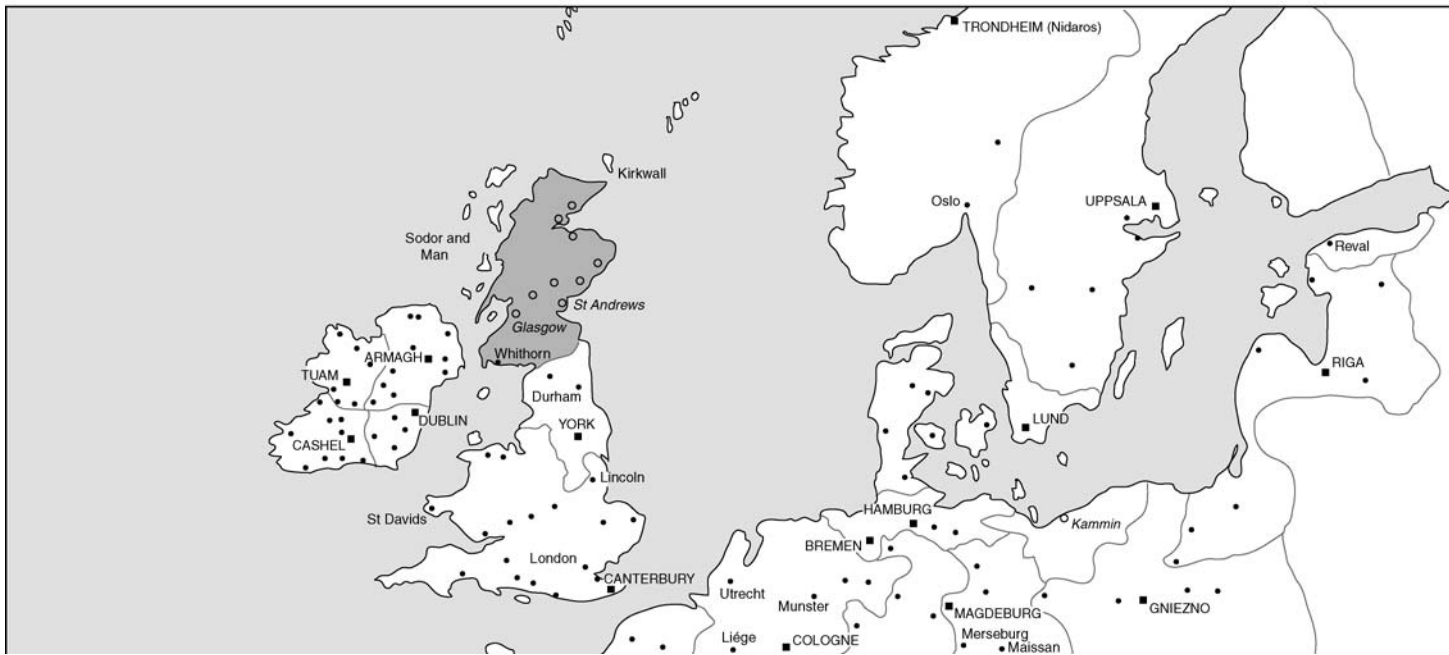 TRONDHEIM (Nidaros)
Kirkwall
Oslo
UPPSALA
Sodor and
Man
Reval
St Andrews
Glasgow
Whithorn
ARMAGH
TUAM
RIGA
Durham
DUBLIN
YORK
LUND
CASHEL
Lincoln
HAMBURG
St Davids
Kammin
BREMEN
London
CANTERBURY
Utrecht
Munster
MAGDEBURG
GNIEZNO
Liége
COLOGNE
Merseburg
Maissan